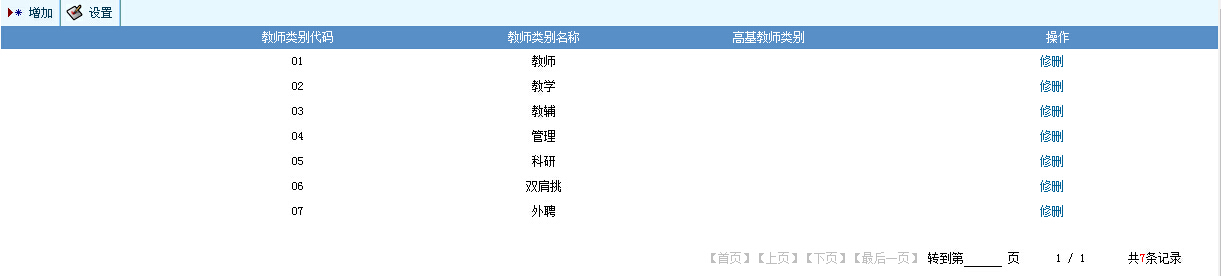 增加 设置
教师类别代码 教师类别名称 高基教师类别 操作
01 教师 修删
02 教学 修删
03 教辅 修删
04 管理 修删
05 科研 修删
06 双肩挑 修删
07 外聘 修删
【首页】【上页】【下页】【最后一页】 转到第______ 页 1 / 1 共7条记录